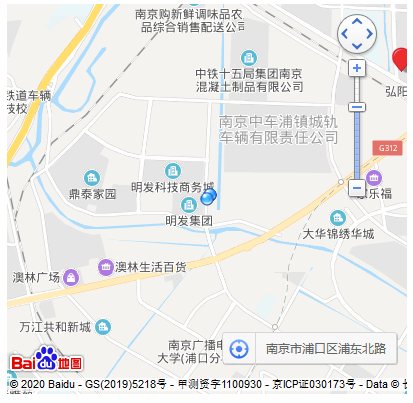 南京购新鲜调味品农
品综合销售配送公司
中铁十五局集团南京
混凝土制品有限公司
弘阳
铁道车辆
技校
南京中车浦镇城轨
车辆有限责任公司
G312
明发科技商务城
鼎泰家园
乐福
明发集团
大华锦绣华城
澳林生活百货
澳林广场
万江共和新城
南京广播电
大学(浦口分
南京市浦口区浦东北路
Baidu 地图
© 2020 Baidu - GS(2019)5218号 - 甲测资字1100930 - 京ICP证030173号 - Data ©